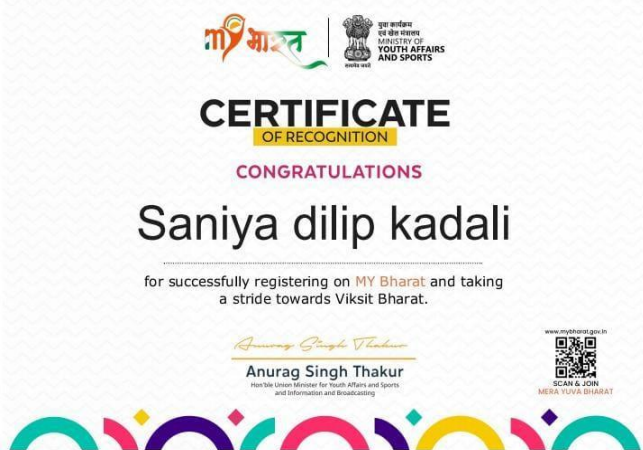 my भारत
युवा कार्यक्रम
एवं खेल मंत्रालय
MINISTRY OF
YOUTH AFFAIRS
AND SPORTS
सत्यमेव जयते
CERTIFICATE
OF RECOGNITION
CONGRATULATIONS
Saniya dilip kadali
for successfully registering on MY Bharat and taking
a stride towards Viksit Bharat.
Anurag Singh Thakur
Anurag Singh Thakur
Hon'ble Union Minister for Youth Affairs and Sports
and Information and Broadcasting
www.mybharat.gov.in
SCAN & JOIN
MERA YUVA BHARAT